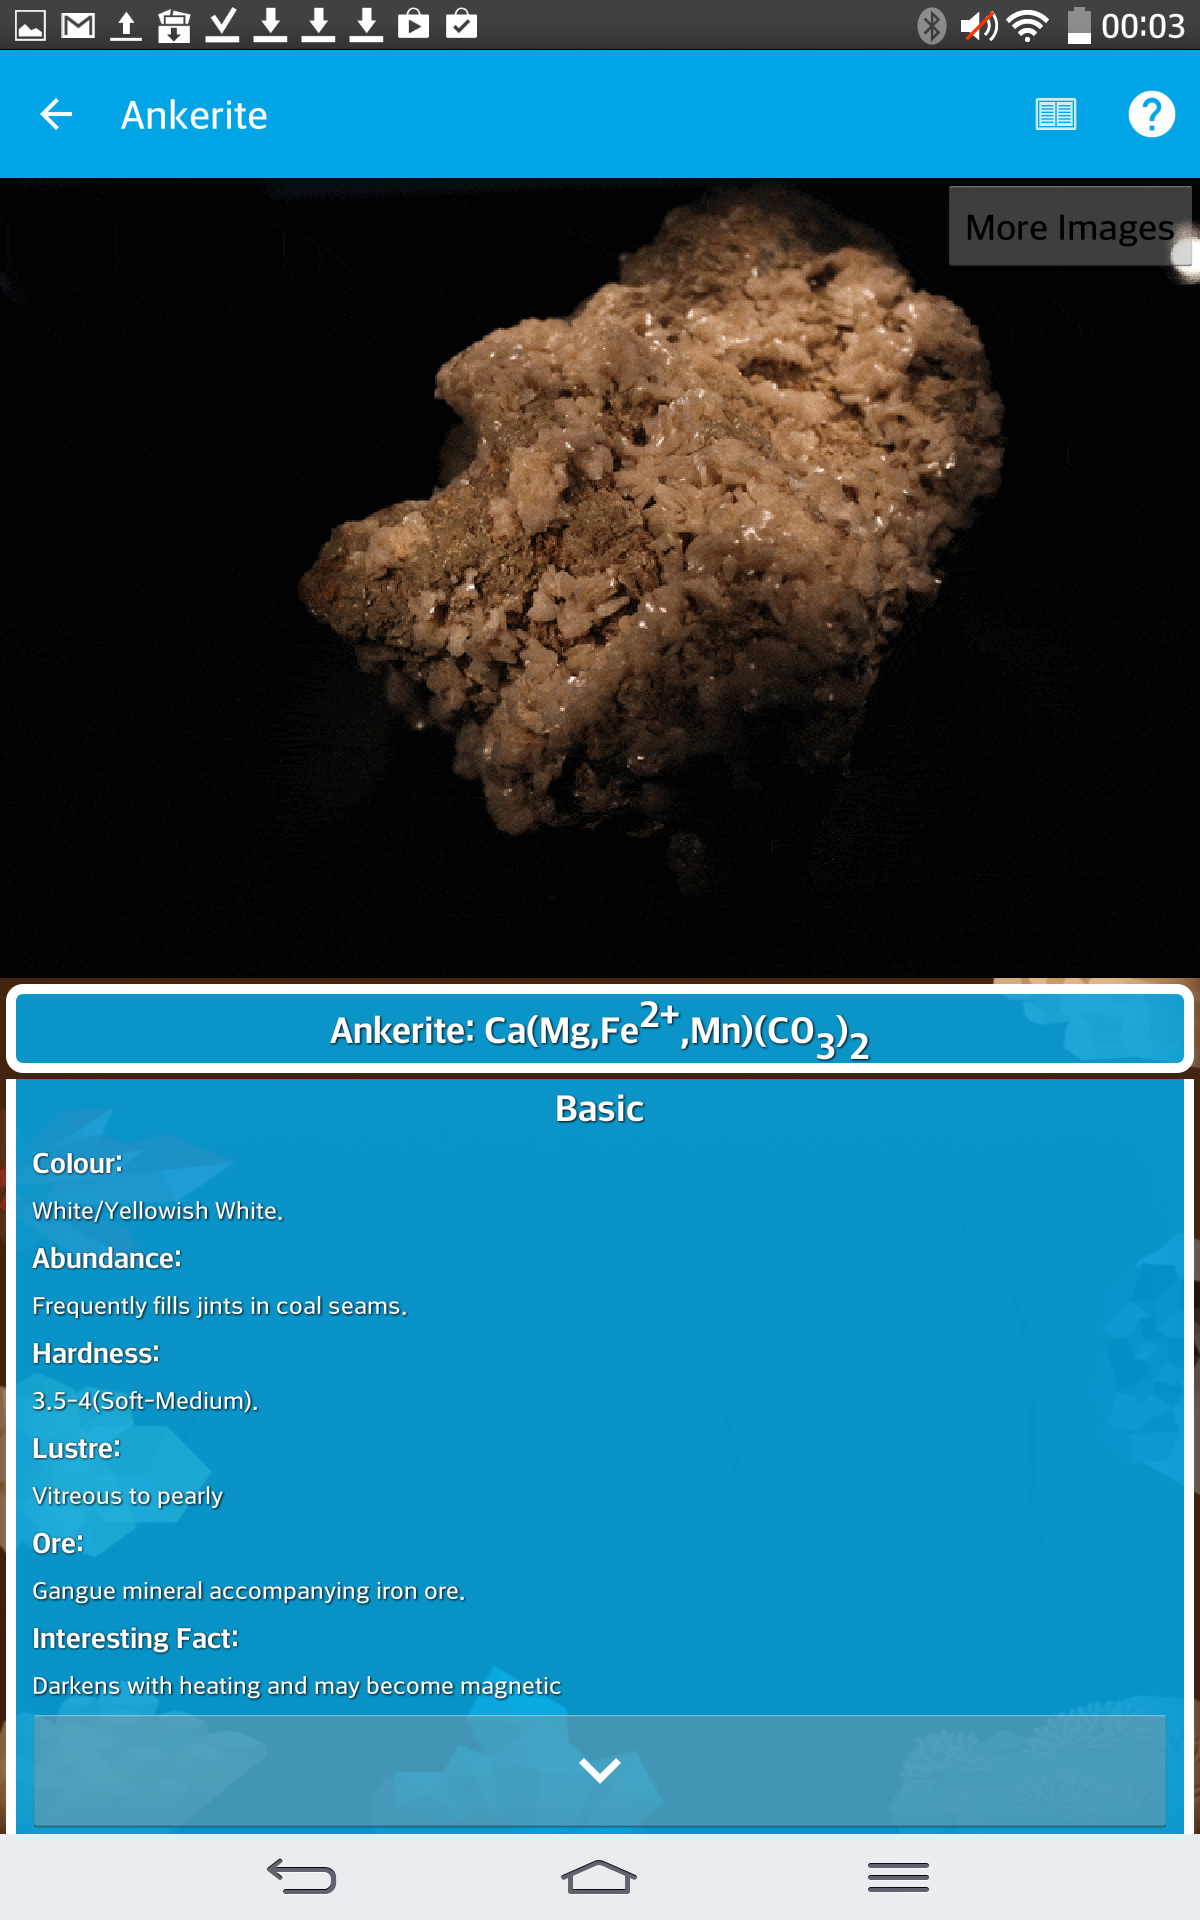 00:03
Ankerite
More Images
Ankerite: Ca(Mg,Fe²⁺,Mn)(CO₃)₂
Basic
Colour:
White/Yellowish White.
Abundance:
Frequently fills jints in coal seams.
Hardness:
3.5-4(Soft-Medium).
Lustre:
Vitreous to pearly
Ore:
Gangue mineral accompanying iron ore.
Interesting Fact:
Darkens with heating and may become magnetic